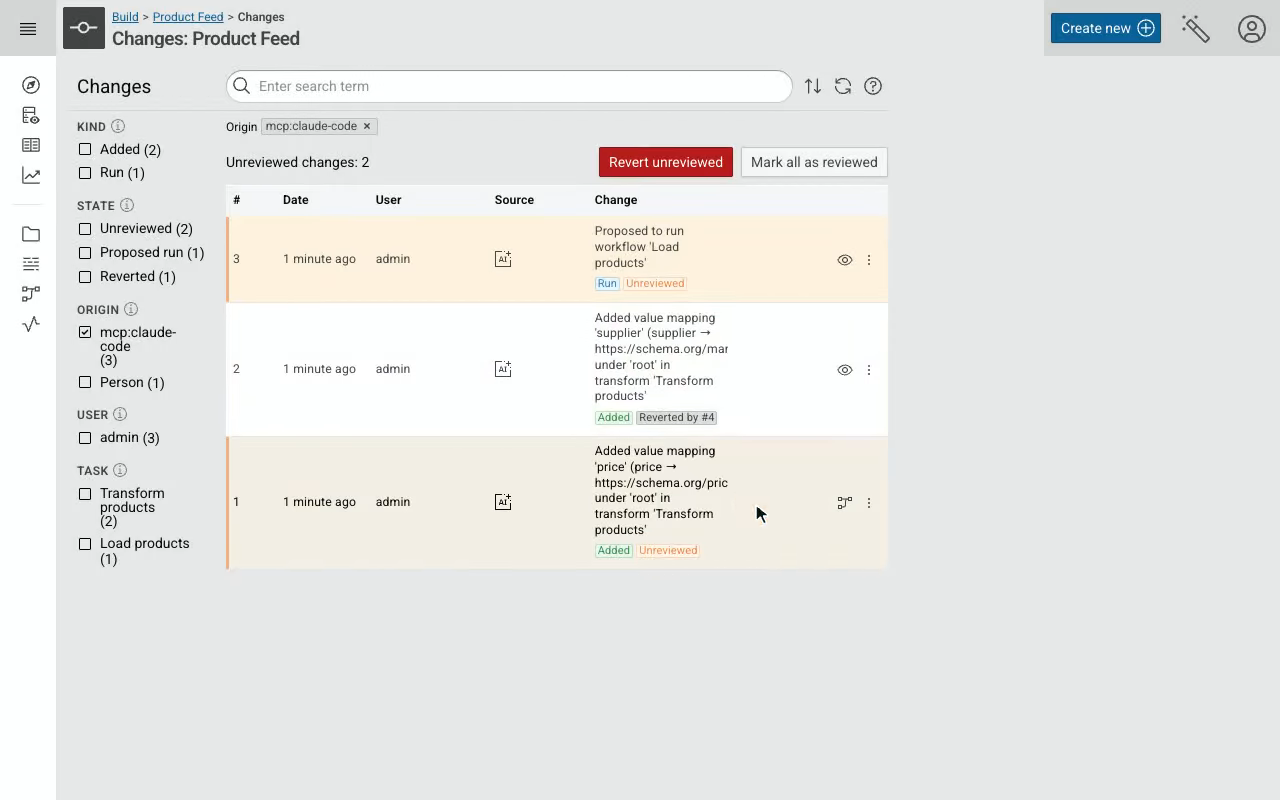 Build > Product Feed > Changes
Changes: Product Feed
Create new
Changes
Enter search term
KIND
Added (2)
Run (1)
STATE
Unreviewed (2)
Proposed run (1)
Reverted (1)
ORIGIN
mcp:claude-
code
(3)
Person (1)
USER
admin (3)
TASK
Transform
products
(2)
Load products
(1)
Origin mcp:claude-code ×
Unreviewed changes: 2
Revert unreviewed
Mark all as reviewed
# Date User Source Change
3 1 minute ago admin AI
Proposed to run
workflow 'Load
products'
Run Unreviewed
2 1 minute ago admin AI
Added value mapping
'supplier' (supplier →
https://schema.org/mar
under 'root' in
transform 'Transform
products'
Added Reverted by #4
1 1 minute ago admin AI
Added value mapping
'price' (price →
https://schema.org/pric
under 'root' in
transform 'Transform
products'
Added Unreviewed